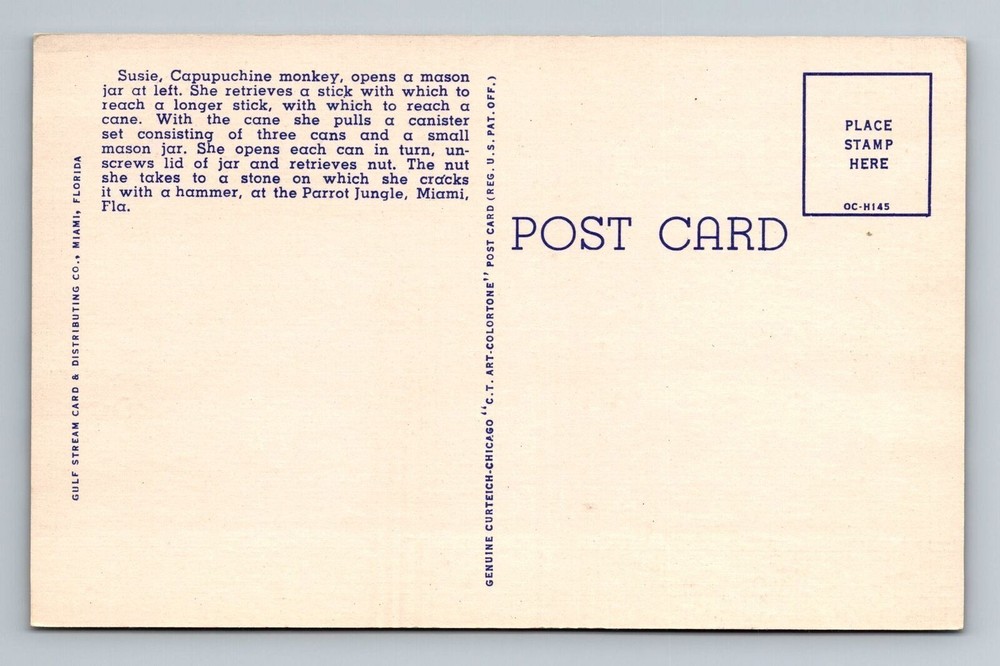 Susie, Capupuchine monkey, opens a mason
jar at left. She retrieves a stick with which to
reach a longer stick, with which to reach a
cane. With the cane she pulls a canister
set consisting of three cans and a small
mason jar. She opens each can in turn, un-
screws lid of jar and retrieves nut. The nut
she takes to a stone on which she cracks
it with a hammer, at the Parrot Jungle, Miami,
Fla.
GULF STREAM CARD & DISTRIBUTING CO., MIAMI, FLORIDA
GENUINE CURTEICH-CHICAGO "C.T. ART-COLORTONE" POST CARD (REG. U. S. PAT. OFF.)
POST CARD
PLACE
STAMP
HERE
OC-H145